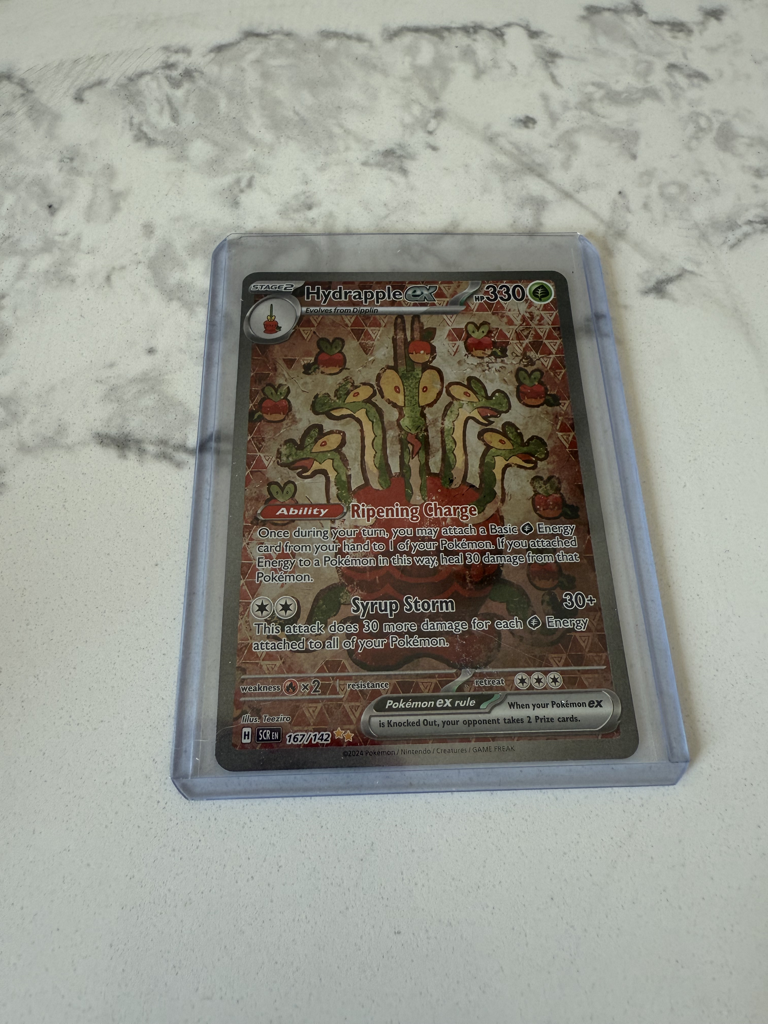 STAGE 2 Hydrapple ex HP 330
Evolves from Dipplin
Ability Ripening Charge
Once during your turn, you may attach a Basic Energy
card from your hand to 1 of your Pokémon. If you attached
Energy to a Pokémon in this way, heal 30 damage from that
Pokémon.
Syrup Storm 30+
This attack does 30 more damage for each Energy
attached to all of your Pokémon.
weakness ×2 resistance retreat
Pokémon ex rule When your Pokémon ex
is Knocked Out, your opponent takes 2 Prize cards.
Illus. Teeziro
H SCR EN 167/142
©2024 Pokémon / Nintendo / Creatures / GAME FREAK